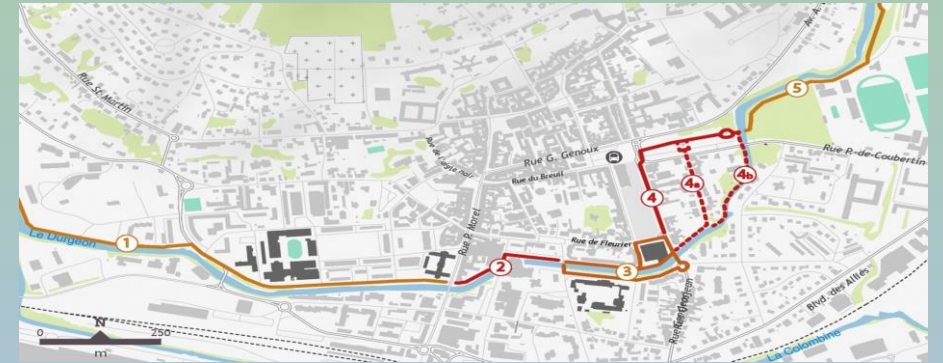 Rue St-Martin
Le Durgeon
1
Rue P. Morel
2
Rue G. Genoux
Rue du Breuil
Rue de Fleurier
3
4
4a
4b
5
Rue P.-de-Coubertin
Blvd. des Alliés
La Colombine
N
0 250
m